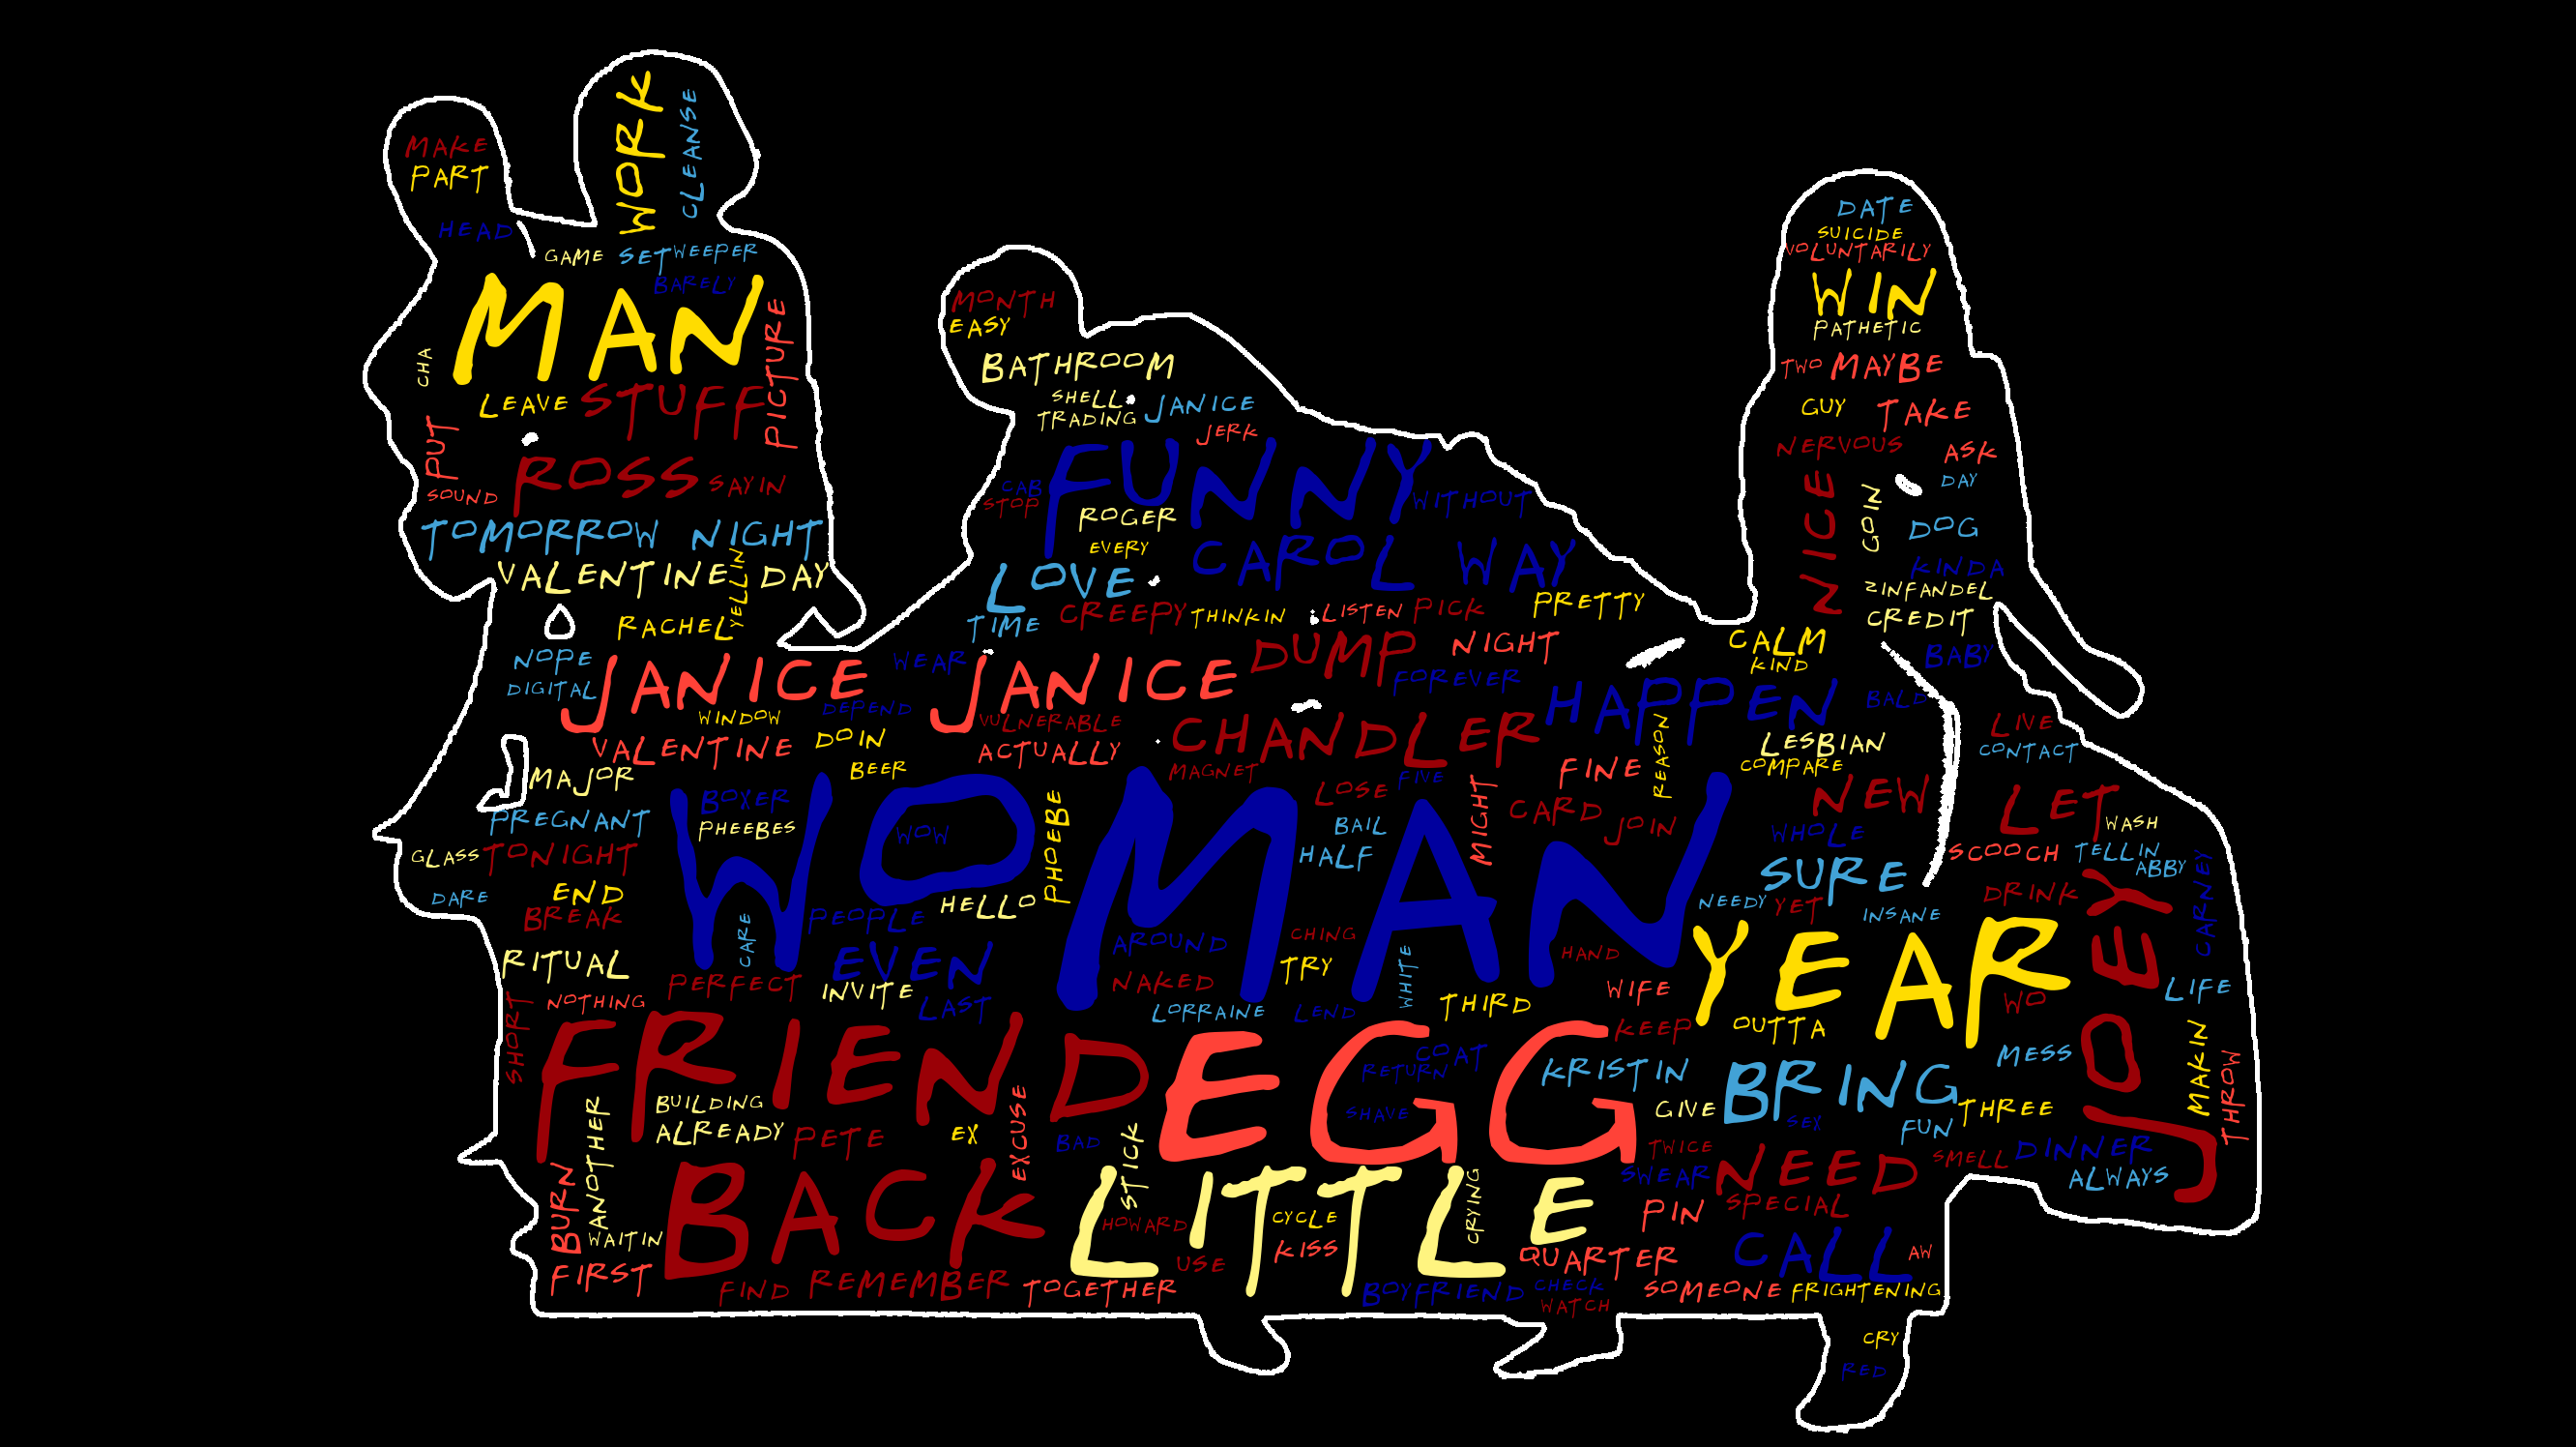 WORK
CLEANSE
MAKE
PART
HEAD
GAME
SET
WEEPER
BARELY
MAN
PICTURE
CHA
LEAVE
STUFF
PUT
SOUND
ROSS
SAYIN
TOMORROW NIGHT
VALENTINE DAY
YELLIN
RACHEL
NOPE
DIGITAL
JANICE
WINDOW
VALENTINE
DOIN
DEPEND
WEAR
BEER
MAJOR
PREGNANT
GLASS
TONIGHT
DARE
END
BREAK
RITUAL
NOTHING
SHORT
MONTH
EASY
BATHROOM
SHELL
TRADING
JANICE
JERK
FUNNY
CAB
STOP
ROGER
EVERY
WITHOUT
CAROL WAY
LOVE
TIME
CREEPY
THINKIN
LISTEN
PICK
PRETTY
JANICE
DUMP
NIGHT
FOREVER
VULNERABLE
ACTUALLY
CHANDLER
MAGNET
HAPPEN
REASON
FINE
DATE
SUICIDE
VOLUNTARILY
WIN
PATHETIC
TWO
MAYBE
GUY
TAKE
NERVOUS
ASK
DAY
NICE
GOIN
DOG
KINDA
ZINFANDEL
CREDIT
CALM
KIND
BABY
BALD
LIVE
CONTACT
LESBIAN
COMPARE
NEW
LET
WASH
WHOLE
SURE
SCOOCH
TELLIN
ABBY
CARNEY
NEEDY
YET
INSANE
DRINK
WOMAN
BOXER
PHEEBES
WOW
PHOEBE
LOSE
FIVE
BAIL
HALF
MIGHT
CARD
JOIN
CARE
PEOPLE
HELLO
AROUND
CHING
TRY
WHITE
HAND
EVEN
PERFECT
INVITE
LAST
NAKED
LORRAINE
LEND
THIRD
WIFE
KEEP
YEAR
OUTTA
WO
JOEY
LIFE
MAKIN
THROW
MESS
FRIEND
EGG
COAT
RETURN
SHAVE
KRISTIN
GIVE
BRING
SEX
THREE
FUN
BUILDING
ALREADY
ANOTHER
PETE
EX
EXCUSE
BAD
STICK
TWICE
SWEAR
NEED
SMELL
DINNER
ALWAYS
BURN
WAITIN
FIRST
BACK
LITTLE
HOWARD
CYCLE
KISS
CRYING
USE
PIN
SPECIAL
QUARTER
CALL
AW
FIND
REMEMBER
TOGETHER
BOYFRIEND
CHECK
WATCH
SOMEONE
FRIGHTENING
CRY
RED